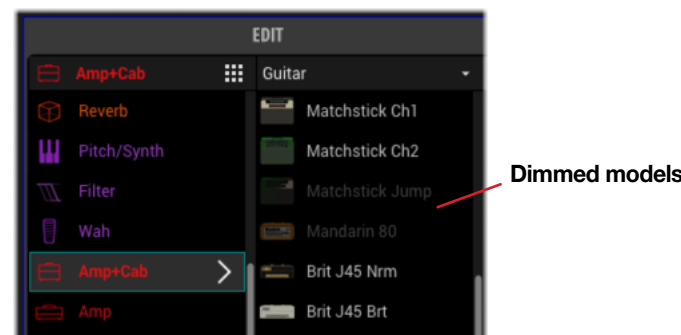 EDIT
Amp+Cab
Guitar
Reverb
Pitch/Synth
Filter
Wah
Amp+Cab
Amp
Matchstick Ch1
Matchstick Ch2
Matchstick Jump
Mandarin 80
Brit J45 Nrm
Brit J45 Brt
Dimmed models